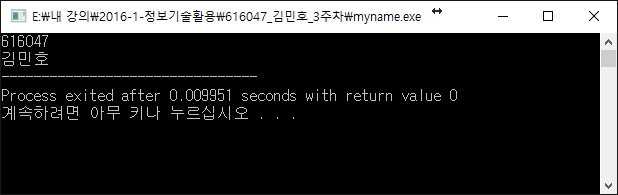 E:₩내 강의₩2016-1-정보기술활용₩616047_김민호_3주차₩myname.exe
616047
김민호
--------------------------------
Process exited after 0.009951 seconds with return value 0
계속하려면 아무 키나 누르십시오 . . .